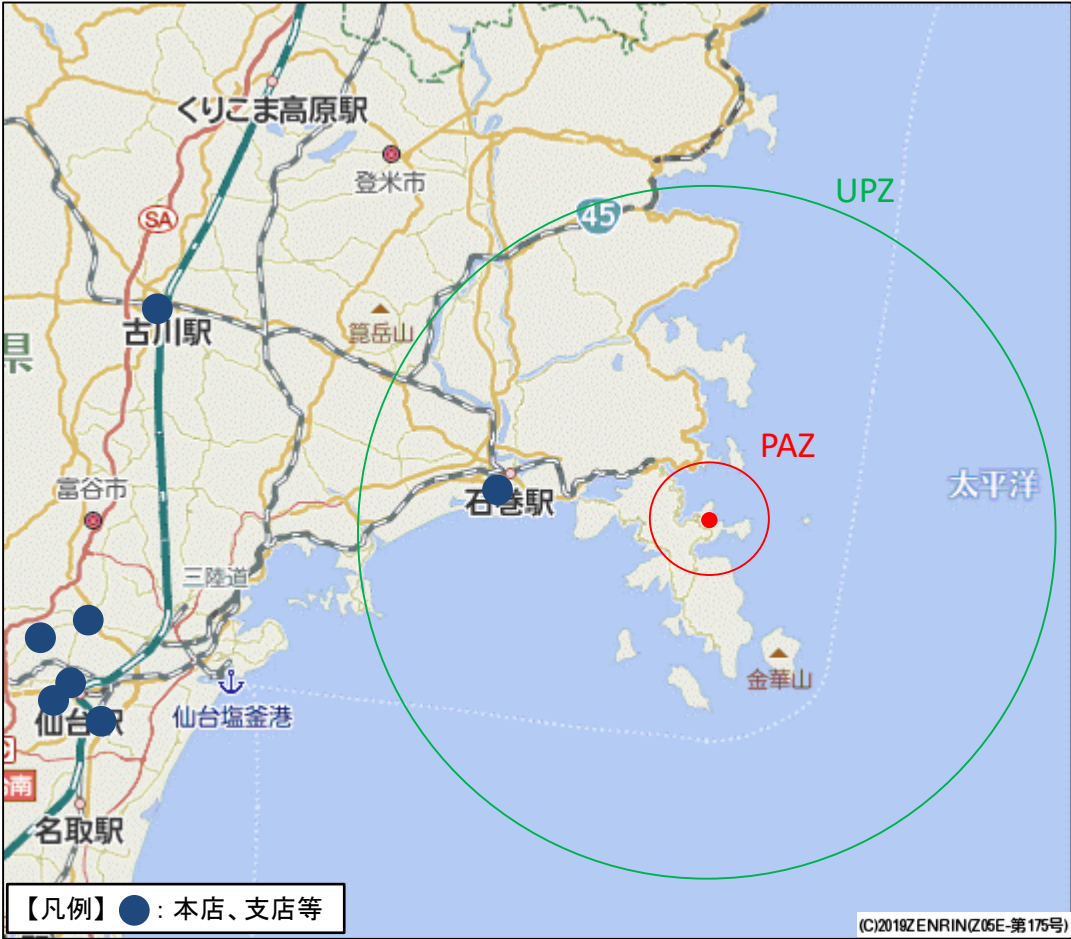 くりこま高原駅
登米市
UPZ
45
SA
古川駅
箟岳山
県
PAZ
富谷市
石巻駅
太平洋
三陸道
金華山
仙台駅
仙台塩釜港
台南
名取駅
【凡例】 ● : 本店、支店等
(C)2019ZENRIN(Z05E-第175号)